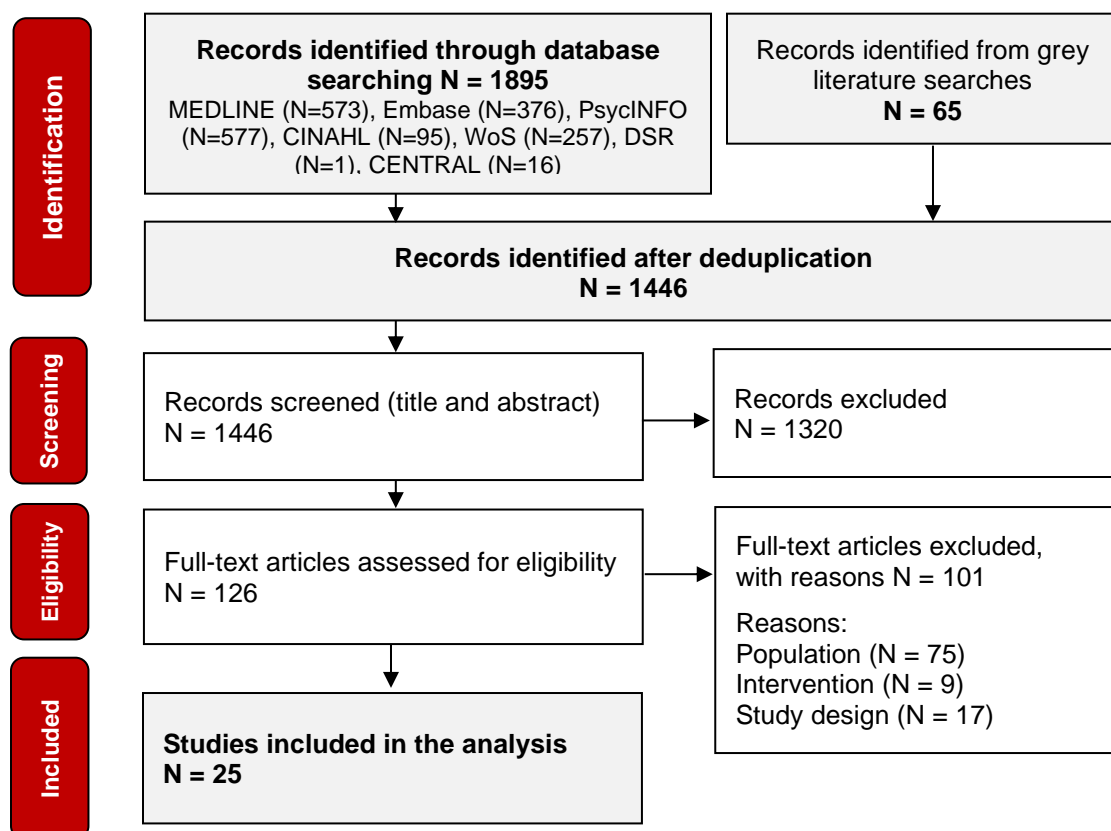 Identification
Records identified through database
searching N = 1895
MEDLINE (N=573), Embase (N=376), PsycINFO
(N=577), CINAHL (N=95), WoS (N=257), DSR
(N=1), CENTRAL (N=16)
Records identified from grey
literature searches
N = 65
Records identified after deduplication
N = 1446
Screening
Records screened (title and abstract)
N = 1446
Records excluded
N = 1320
Eligibility
Full-text articles assessed for eligibility
N = 126
Full-text articles excluded,
with reasons N = 101
Reasons:
Population (N = 75)
Intervention (N = 9)
Study design (N = 17)
Included
Studies included in the analysis
N = 25